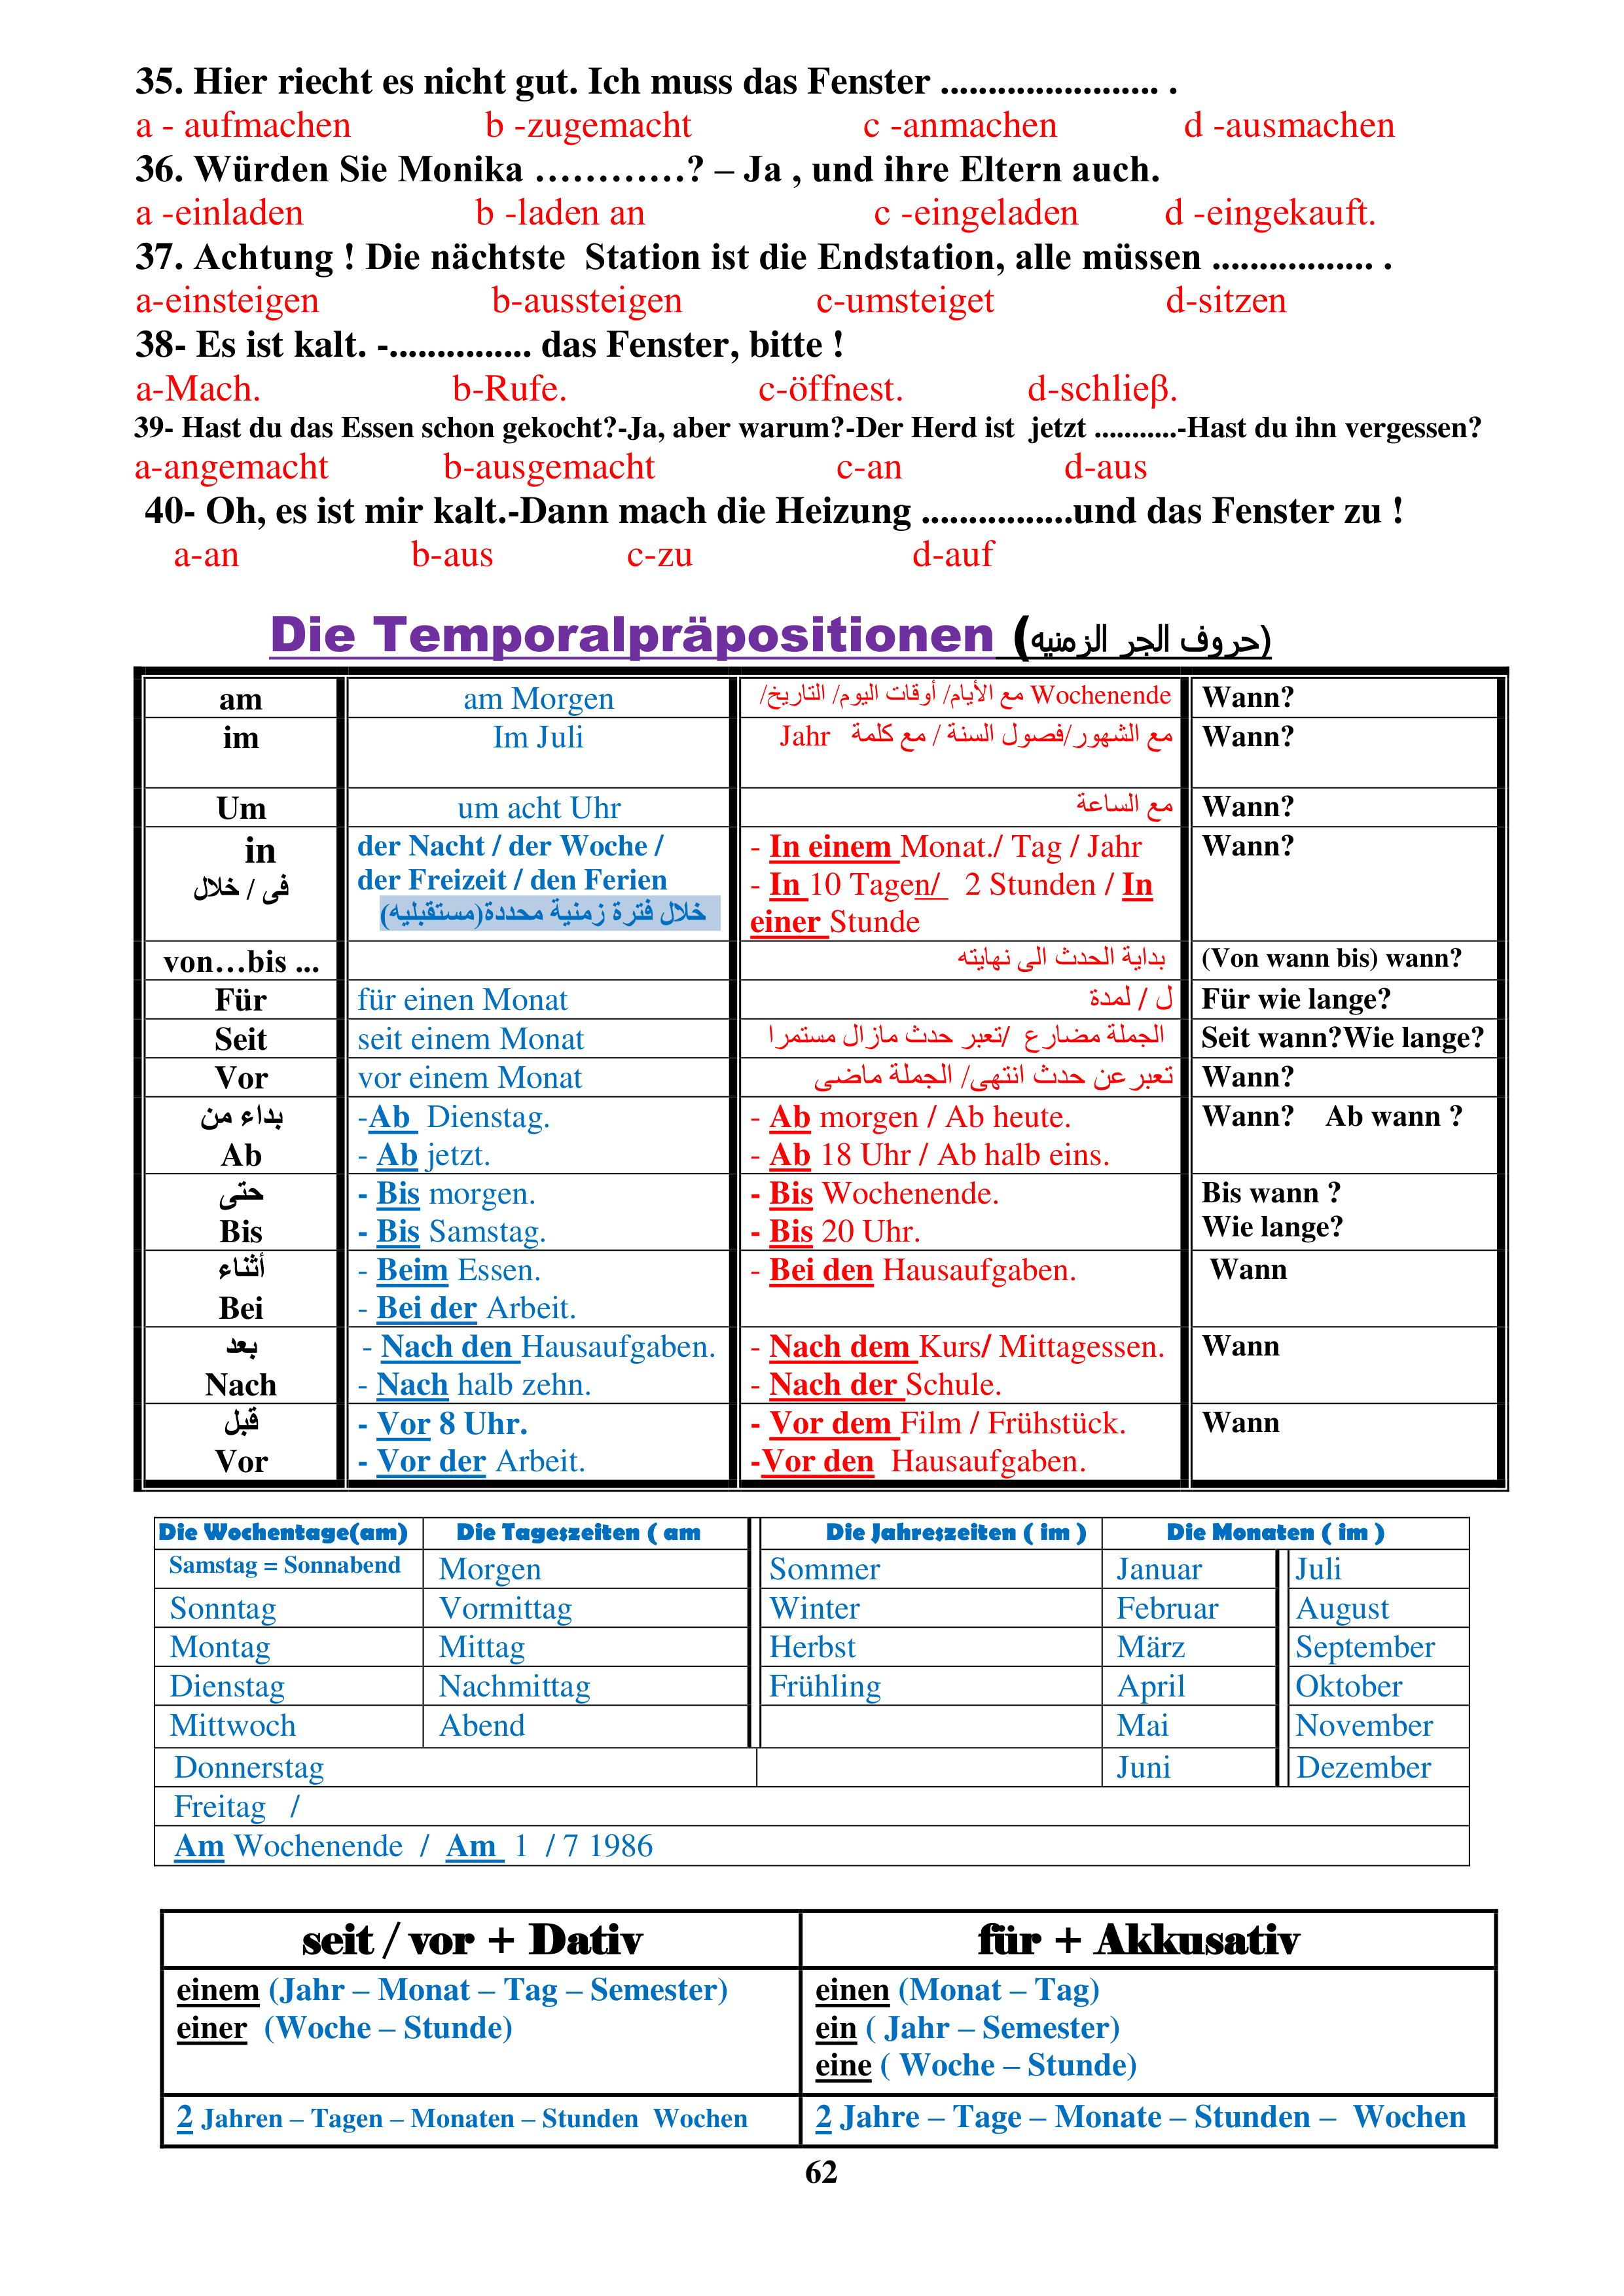 35. Hier riecht es nicht gut. Ich muss das Fenster ....................... .
a - aufmachen b -zugemacht c -anmachen d -ausmachen
36. Würden Sie Monika …………? – Ja , und ihre Eltern auch.
a -einladen b -laden an c -eingeladen d -eingekauft.
37. Achtung ! Die nächtste Station ist die Endstation, alle müssen ................. .
a-einsteigen b-aussteigen c-umsteiget d-sitzen
38- Es ist kalt. -............... das Fenster, bitte !
a-Mach. b-Rufe. c-öffnest. d-schlieβ.
39- Hast du das Essen schon gekocht?-Ja, aber warum?-Der Herd ist jetzt ...........-Hast du ihn vergessen?
a-angemacht b-ausgemacht c-an d-aus
40- Oh, es ist mir kalt.-Dann mach die Heizung ................und das Fenster zu !
a-an b-aus c-zu d-auf
Die Temporalpräpositionen (حروف الجر الزمنيه)
am am Morgen مع الأيام/ أوقات اليوم/ التاريخ/ Wochenende Wann?
im Im Juli مع الشهور/فصول السنة / مع كلمة Jahr Wann?
Um um acht Uhr مع الساعة Wann?
in der Nacht / der Woche / - In einem Monat./ Tag / Jahr Wann?
فى / خلال der Freizeit / den Ferien - In 10 Tagen/ 2 Stunden / In
خلال فترة زمنية محددة(مستقبليه) einer Stunde
von…bis ... بداية الحدث الى نهايته (Von wann bis) wann?
Für für einen Monat ل / لمدة Für wie lange?
Seit seit einem Monat الجملة مضارع /تعبر حدث مازال مستمرا Seit wann?Wie lange?
Vor vor einem Monat تعبرعن حدث انتهى/ الجملة ماضى Wann?
بداء من -Ab Dienstag. - Ab morgen / Ab heute. Wann? Ab wann ?
Ab - Ab jetzt. - Ab 18 Uhr / Ab halb eins.
حتى - Bis morgen. - Bis Wochenende. Bis wann ?
Bis - Bis Samstag. - Bis 20 Uhr. Wie lange?
أثناء - Beim Essen. - Bei den Hausaufgaben. Wann
Bei - Bei der Arbeit.
بعد - Nach den Hausaufgaben. - Nach dem Kurs/ Mittagessen. Wann
Nach - Nach halb zehn. - Nach der Schule.
قبل - Vor 8 Uhr. - Vor dem Film / Frühstück. Wann
Vor - Vor der Arbeit. -Vor den Hausaufgaben.
Die Wochentage(am) Die Tageszeiten ( am Die Jahreszeiten ( im ) Die Monaten ( im )
Samstag = Sonnabend Morgen Sommer Januar Juli
Sonntag Vormittag Winter Februar August
Montag Mittag Herbst März September
Dienstag Nachmittag Frühling April Oktober
Mittwoch Abend Mai November
Donnerstag Juni Dezember
Freitag /
Am Wochenende / Am 1 / 7 1986
seit / vor + Dativ für + Akkusativ
einem (Jahr – Monat – Tag – Semester) einen (Monat – Tag)
einer (Woche – Stunde) ein ( Jahr – Semester)
eine ( Woche – Stunde)
2 Jahren – Tagen – Monaten – Stunden Wochen 2 Jahre – Tage – Monate – Stunden – Wochen
62